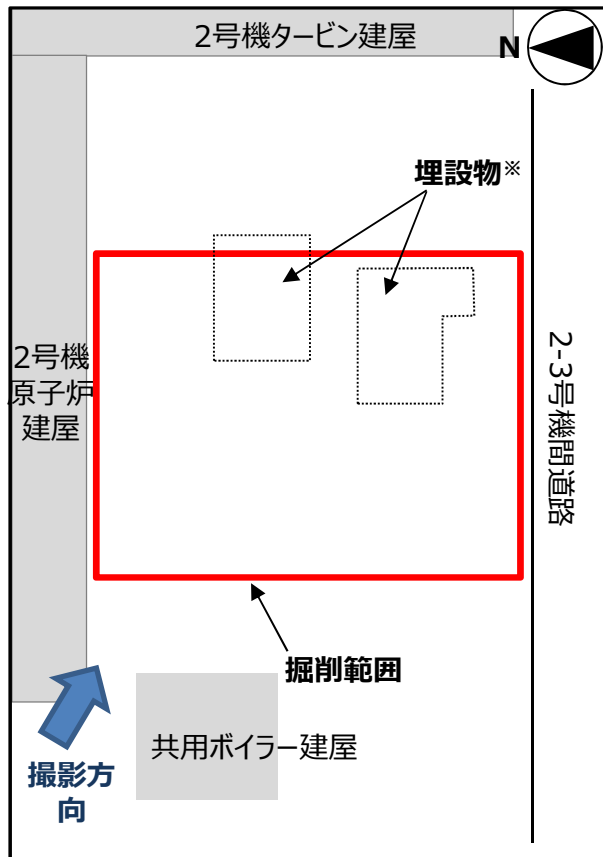 2号機タービン建屋
N
埋設物※
2号機
原子炉
建屋
2-3号機間道路
掘削範囲
共用ボイラー建屋
撮影方
向